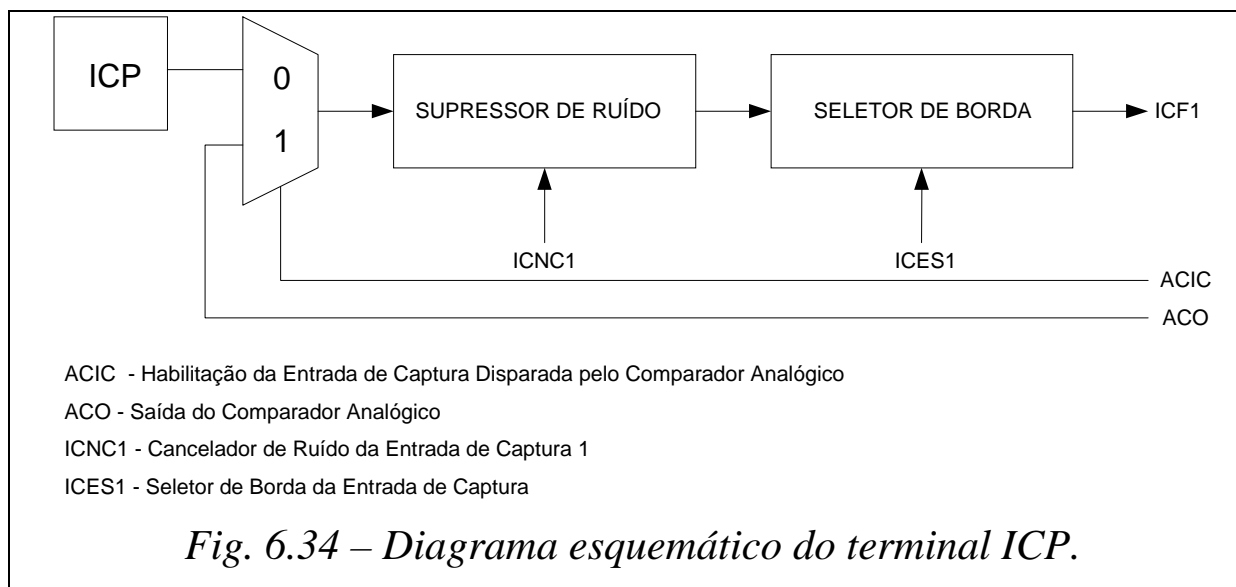 ICP
0
1
SUPRESSOR DE RUÍDO
SELETOR DE BORDA
ICF1
ICNC1
ICES1
ACIC
ACO
ACIC - Habilitação da Entrada de Captura Disparada pelo Comparador Analógico
ACO - Saída do Comparador Analógico
ICNC1 - Cancelador de Ruído da Entrada de Captura 1
ICES1 - Seletor de Borda da Entrada de Captura
Fig. 6.34 – Diagrama esquemático do terminal ICP.